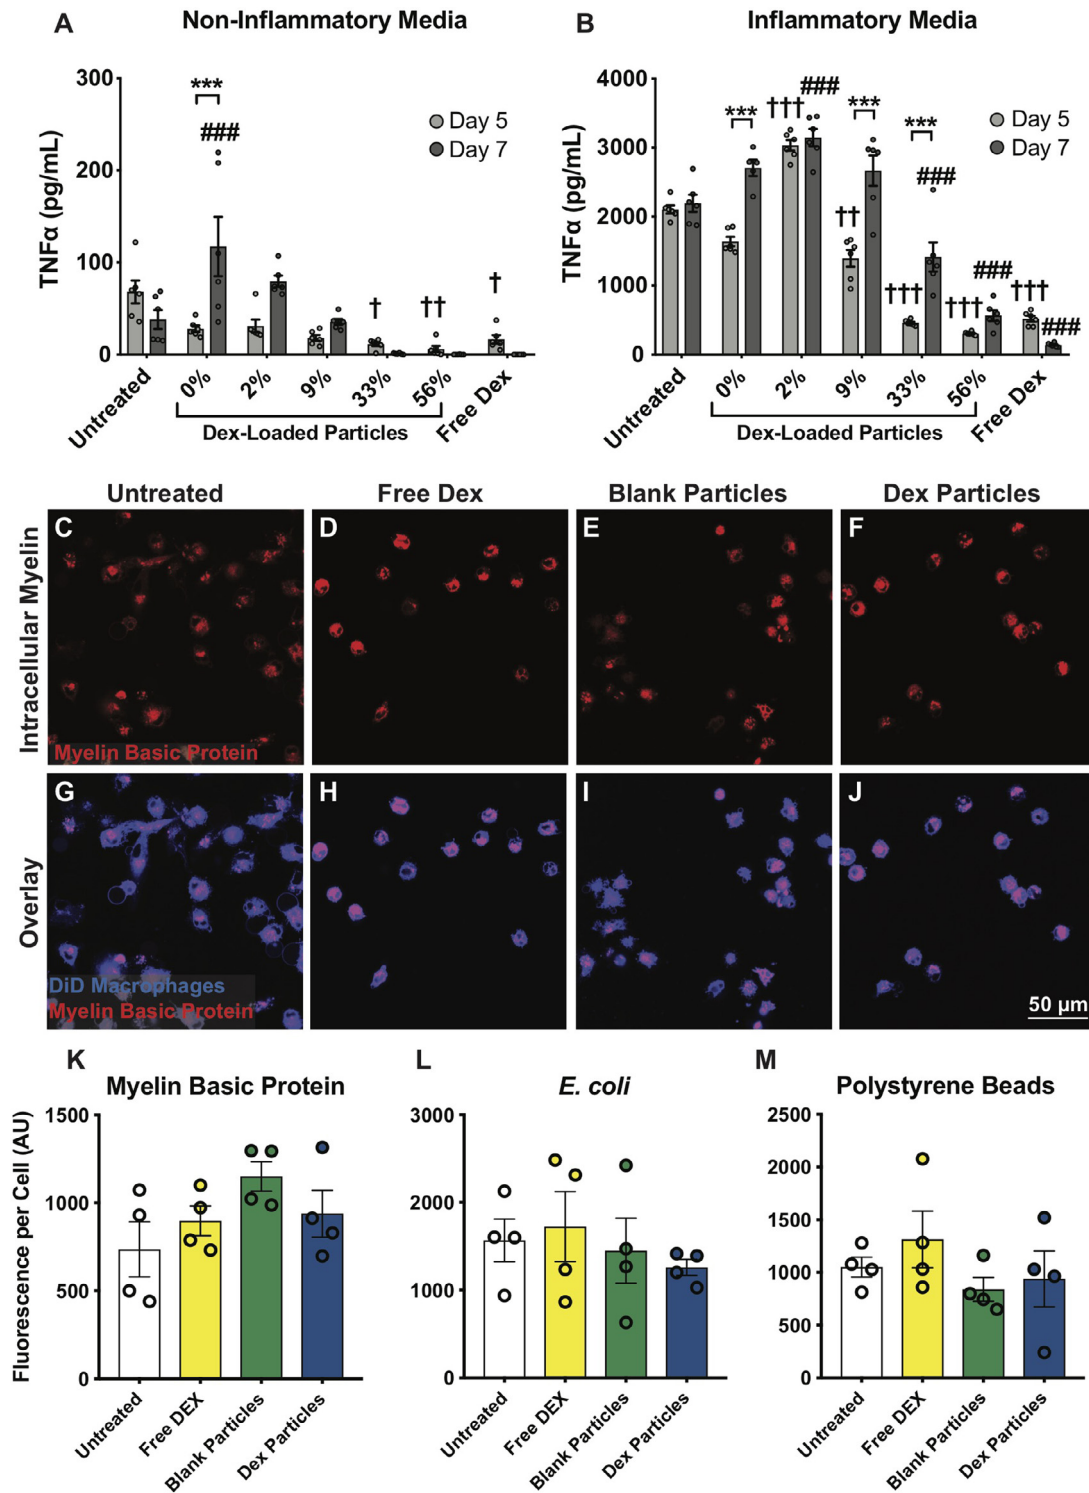 A Non-Inflammatory Media
B Inflammatory Media
TNFα (pg/mL)
300
200
100
0
***
###
†
††
†
Day 5
Day 7
Untreated
0%
2%
9%
33%
56%
Free Dex
Dex-Loaded Particles
TNFα (pg/mL)
4000
3000
2000
1000
0
***
†††
###
††
***
†††
***
###
†††
###
†††
###
Day 5
Day 7
Untreated
0%
2%
9%
33%
56%
Free Dex
Dex-Loaded Particles
Untreated
Free Dex
Blank Particles
Dex Particles
Intracellular Myelin
C
D
E
F
Myelin Basic Protein
Overlay
G
H
I
J
DiD Macrophages
Myelin Basic Protein
50 µm
K
Myelin Basic Protein
Fluorescence per Cell (AU)
1500
1000
500
0
Untreated
Free DEX
Blank Particles
Dex Particles
L
E. coli
3000
2000
1000
0
Untreated
Free DEX
Blank Particles
Dex Particles
M
Polystyrene Beads
2500
2000
1500
1000
500
0
Untreated
Free DEX
Blank Particles
Dex Particles